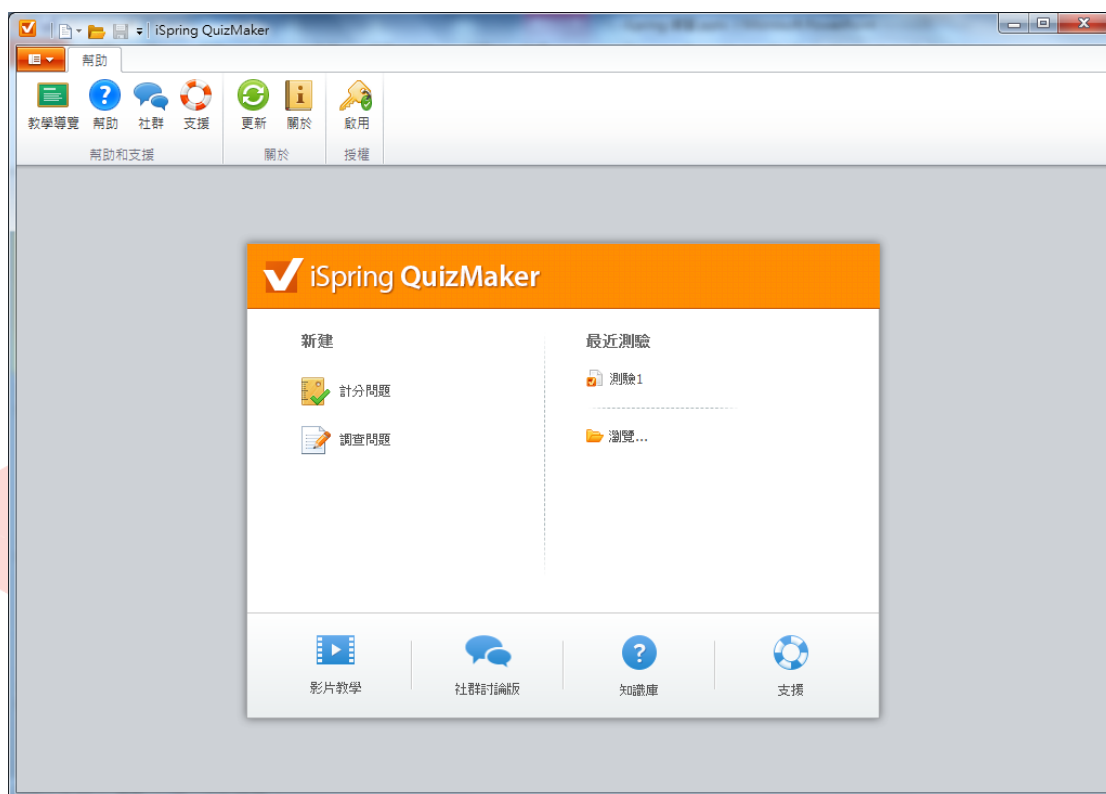 iSpring QuizMaker
幫助
教學導覽 幫助 社群 支援 更新 關於 啟用
幫助和支援 關於 授權
iSpring QuizMaker
新建
計分問題
調查問題
最近測驗
測驗1
瀏覽...
影片教學 社群討論版 知識庫 支援